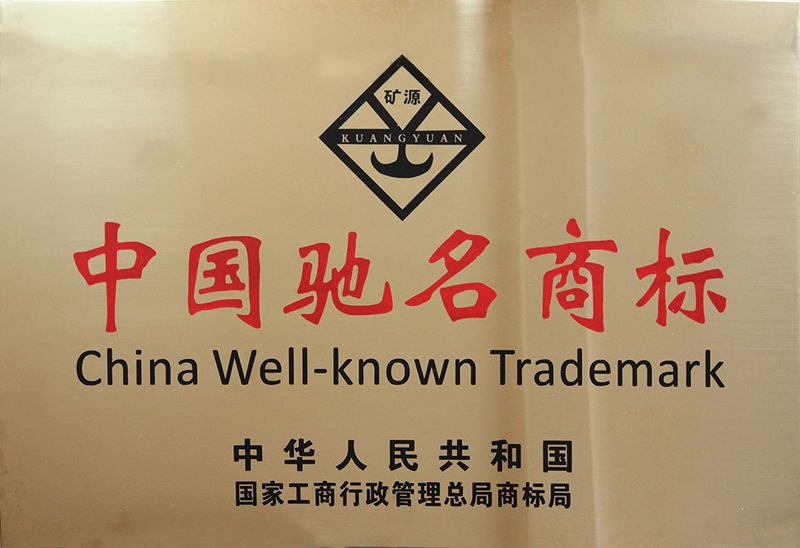 矿源
KUANGYUAN
中国驰名商标
China Well-known Trademark
中华人民共和国
国家工商行政管理总局商标局